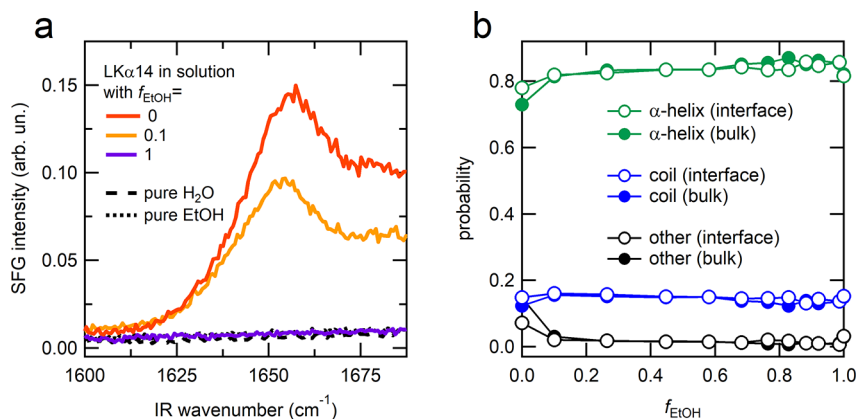 a
SFG intensity (arb. un.)
0.15
0.10
0.05
0.00
LKα14 in solution
with fEtOH=
0
0.1
1
pure H2O
pure EtOH
1600
1625
1650
1675
IR wavenumber (cm-1)
b
probability
0.8
0.6
0.4
0.2
0.0
α-helix (interface)
α-helix (bulk)
coil (interface)
coil (bulk)
other (interface)
other (bulk)
0.0
0.2
0.4
0.6
0.8
1.0
fEtOH